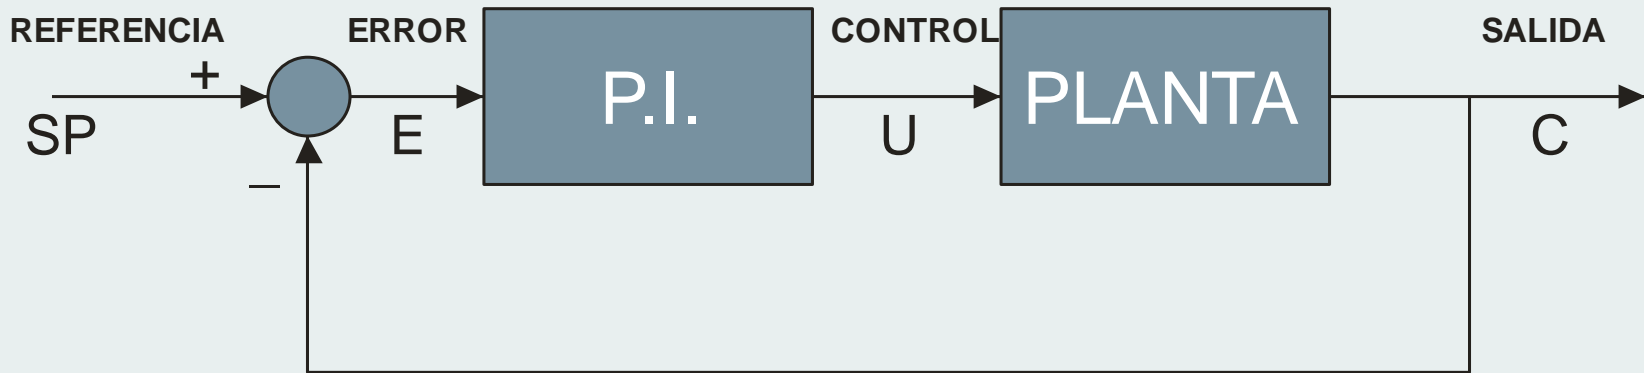 REFERENCIA ERROR CONTROL SALIDA
+
P.I. PLANTA
SP E U C
–